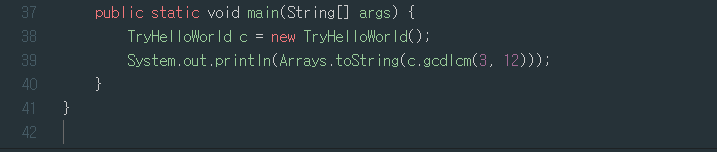 37 public static void main(String[] args) {
38 TryHelloWorld c = new TryHelloWorld();
39 System.out.println(Arrays.toString(c.gcdlcm(3, 12)));
40 }
41 }
42